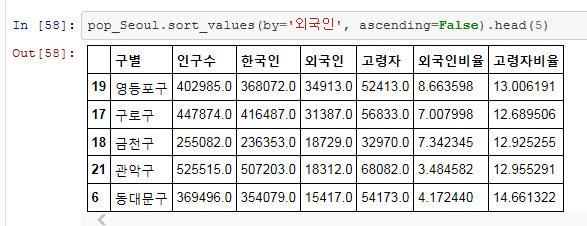 In [58]: pop_Seoul.sort_values(by='외국인', ascending=False).head(5)
Out[58]:
구별 인구수 한국인 외국인 고령자 외국인비율 고령자비율
19 영등포구 402985.0 368072.0 34913.0 52413.0 8.663598 13.006191
17 구로구 447874.0 416487.0 31387.0 56833.0 7.007998 12.689506
18 금천구 255082.0 236353.0 18729.0 32970.0 7.342345 12.925255
21 관악구 525515.0 507203.0 18312.0 68082.0 3.484582 12.955291
6 동대문구 369496.0 354079.0 15417.0 54173.0 4.172440 14.661322